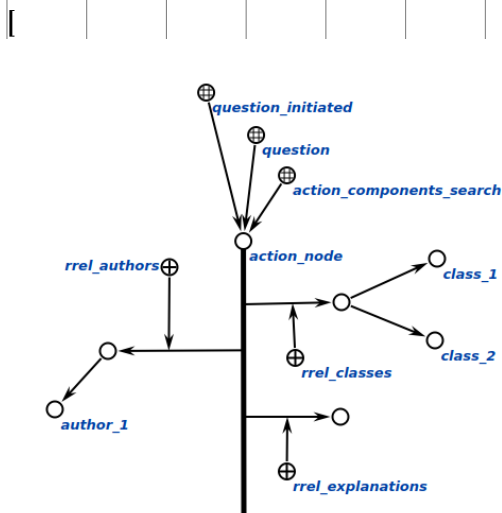 [
question_initiated
question
action_components_search
action_node
rrel_authors
class_1
class_2
rrel_classes
author_1
rrel_explanations